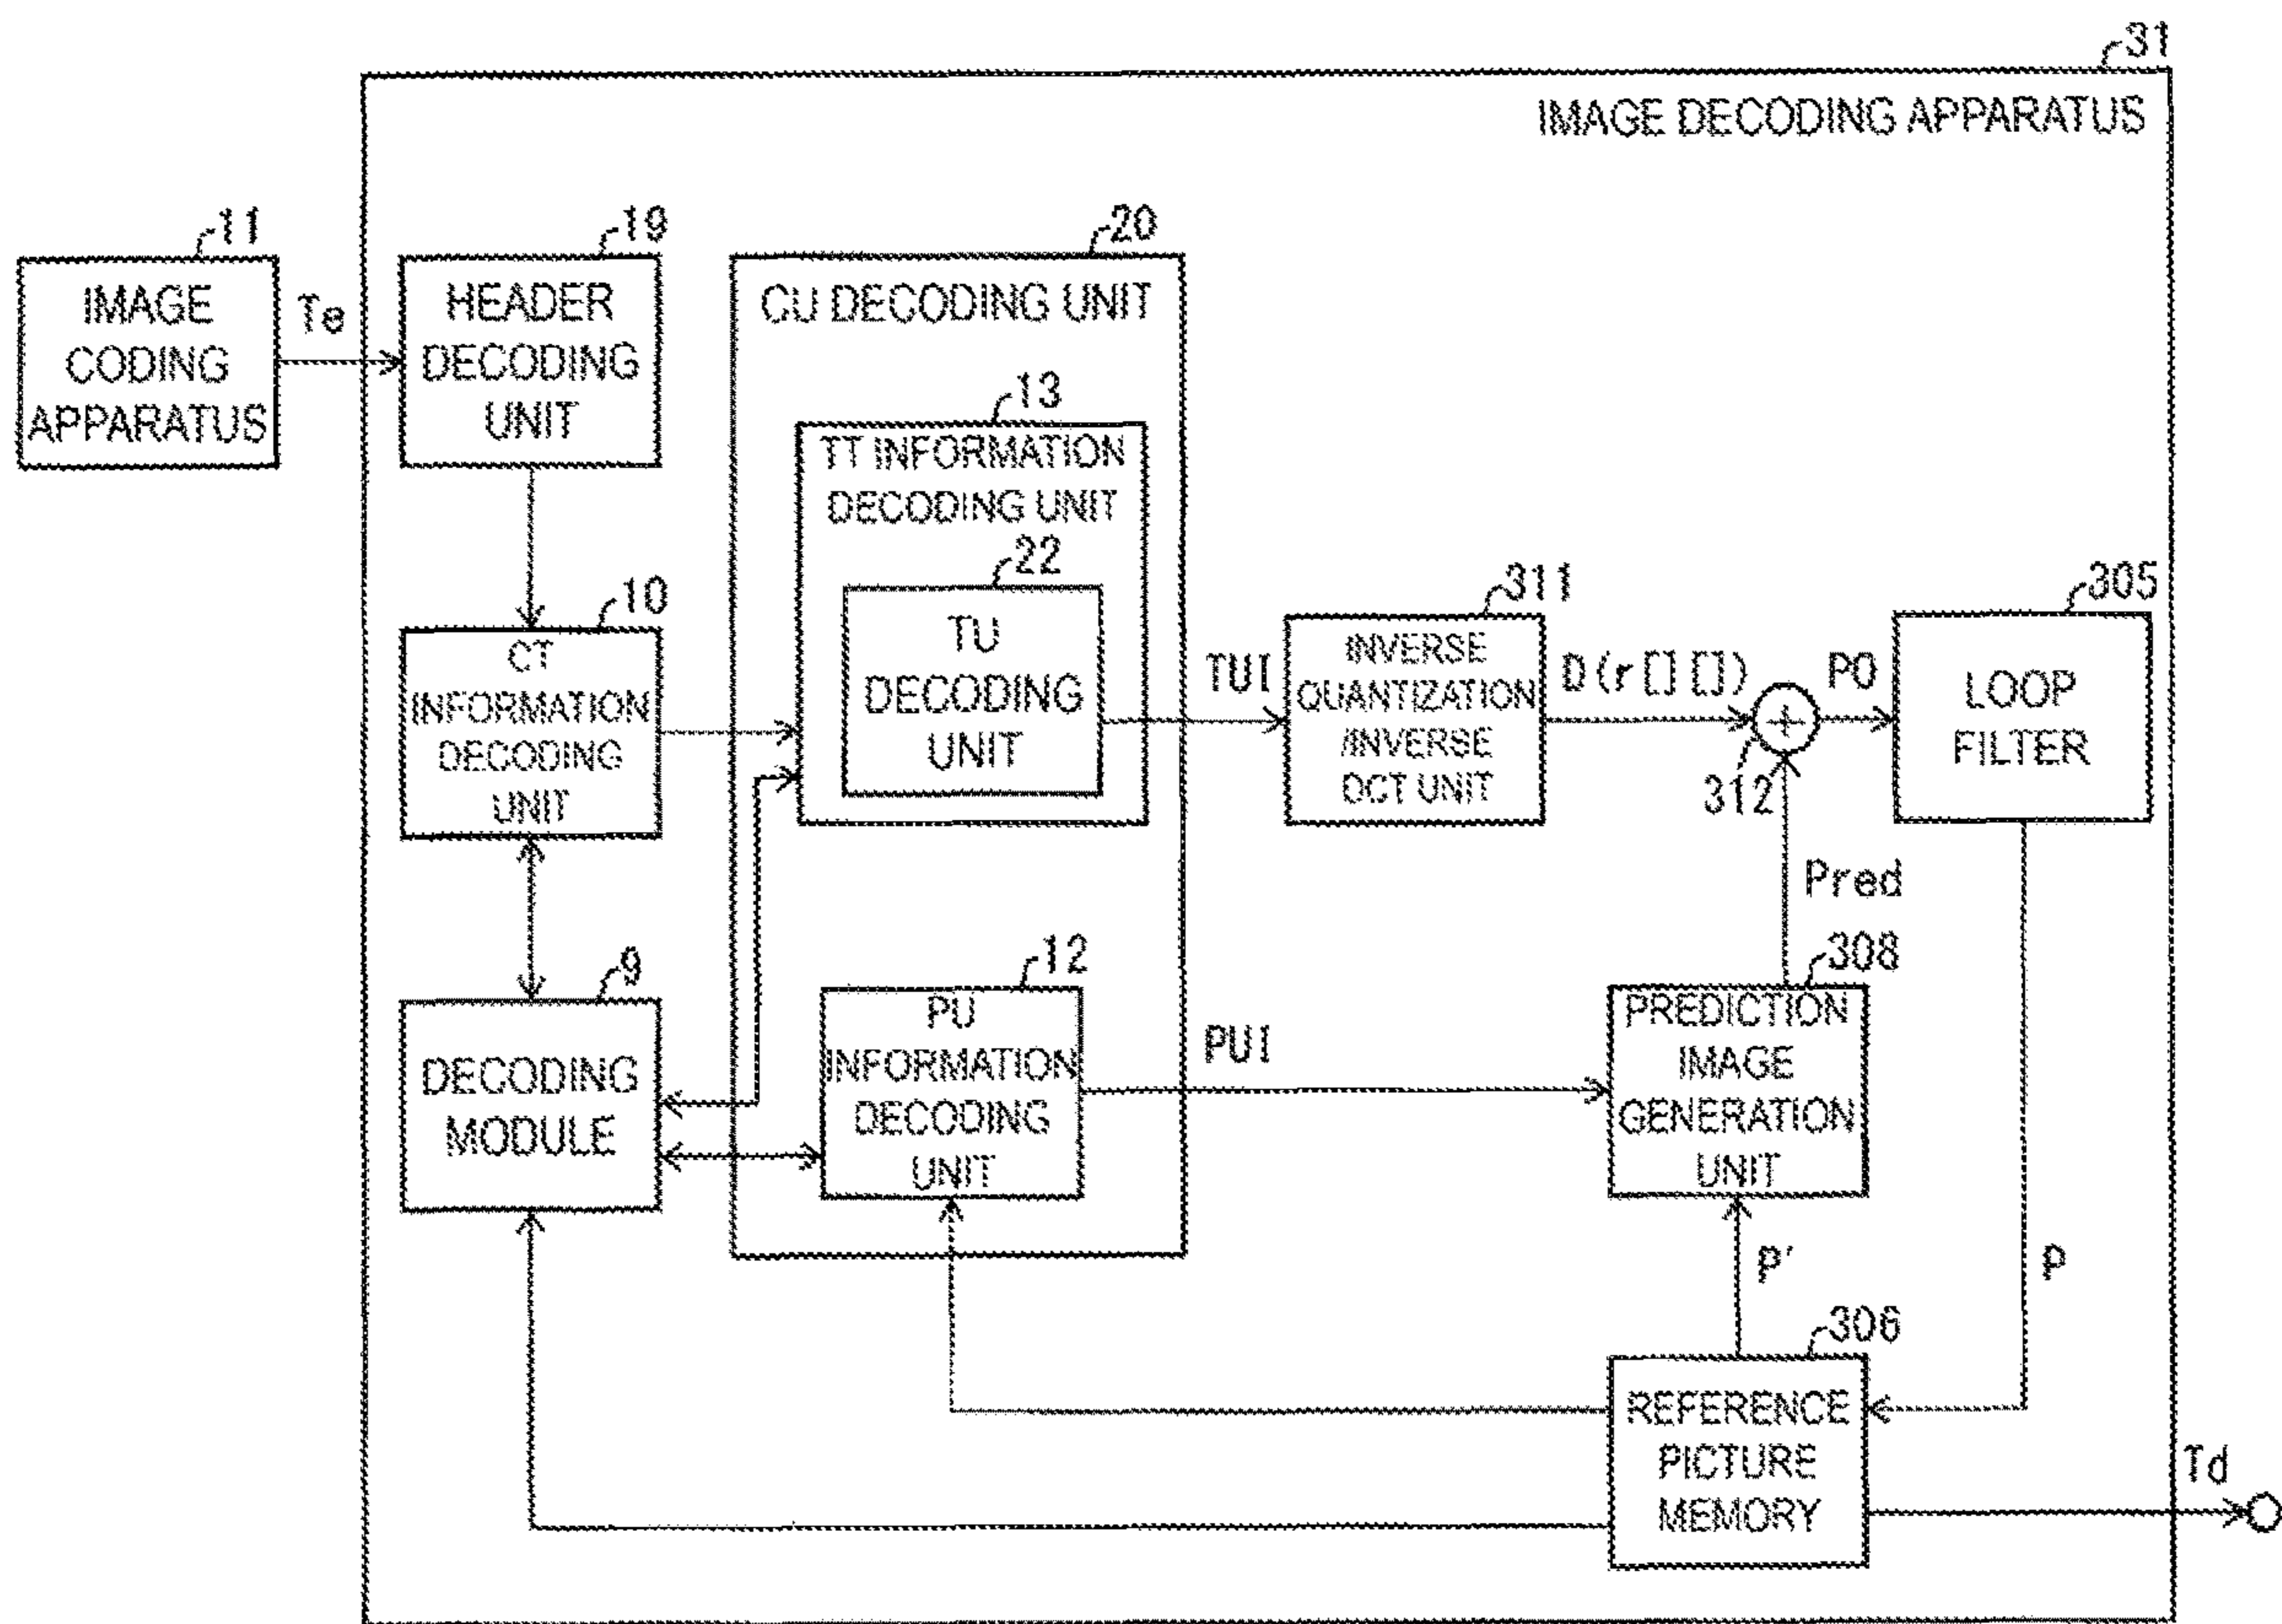 31
IMAGE DECODING APPARATUS
11
IMAGE
CODING
APPARATUS
Te
19
HEADER
DECODING
UNIT
20
CU DECODING UNIT
13
TT INFORMATION
DECODING UNIT
22
TU
DECODING
UNIT
10
CT
INFORMATION
DECODING
UNIT
TUI
311
INVERSE
QUANTIZATION
/INVERSE
DCT UNIT
D(r[][])
312
+
P0
305
LOOP
FILTER
Pred
9
DECODING
MODULE
12
PU
INFORMATION
DECODING
UNIT
PUI
308
PREDICTION
IMAGE
GENERATION
UNIT
P'
P
306
REFERENCE
PICTURE
MEMORY
Td